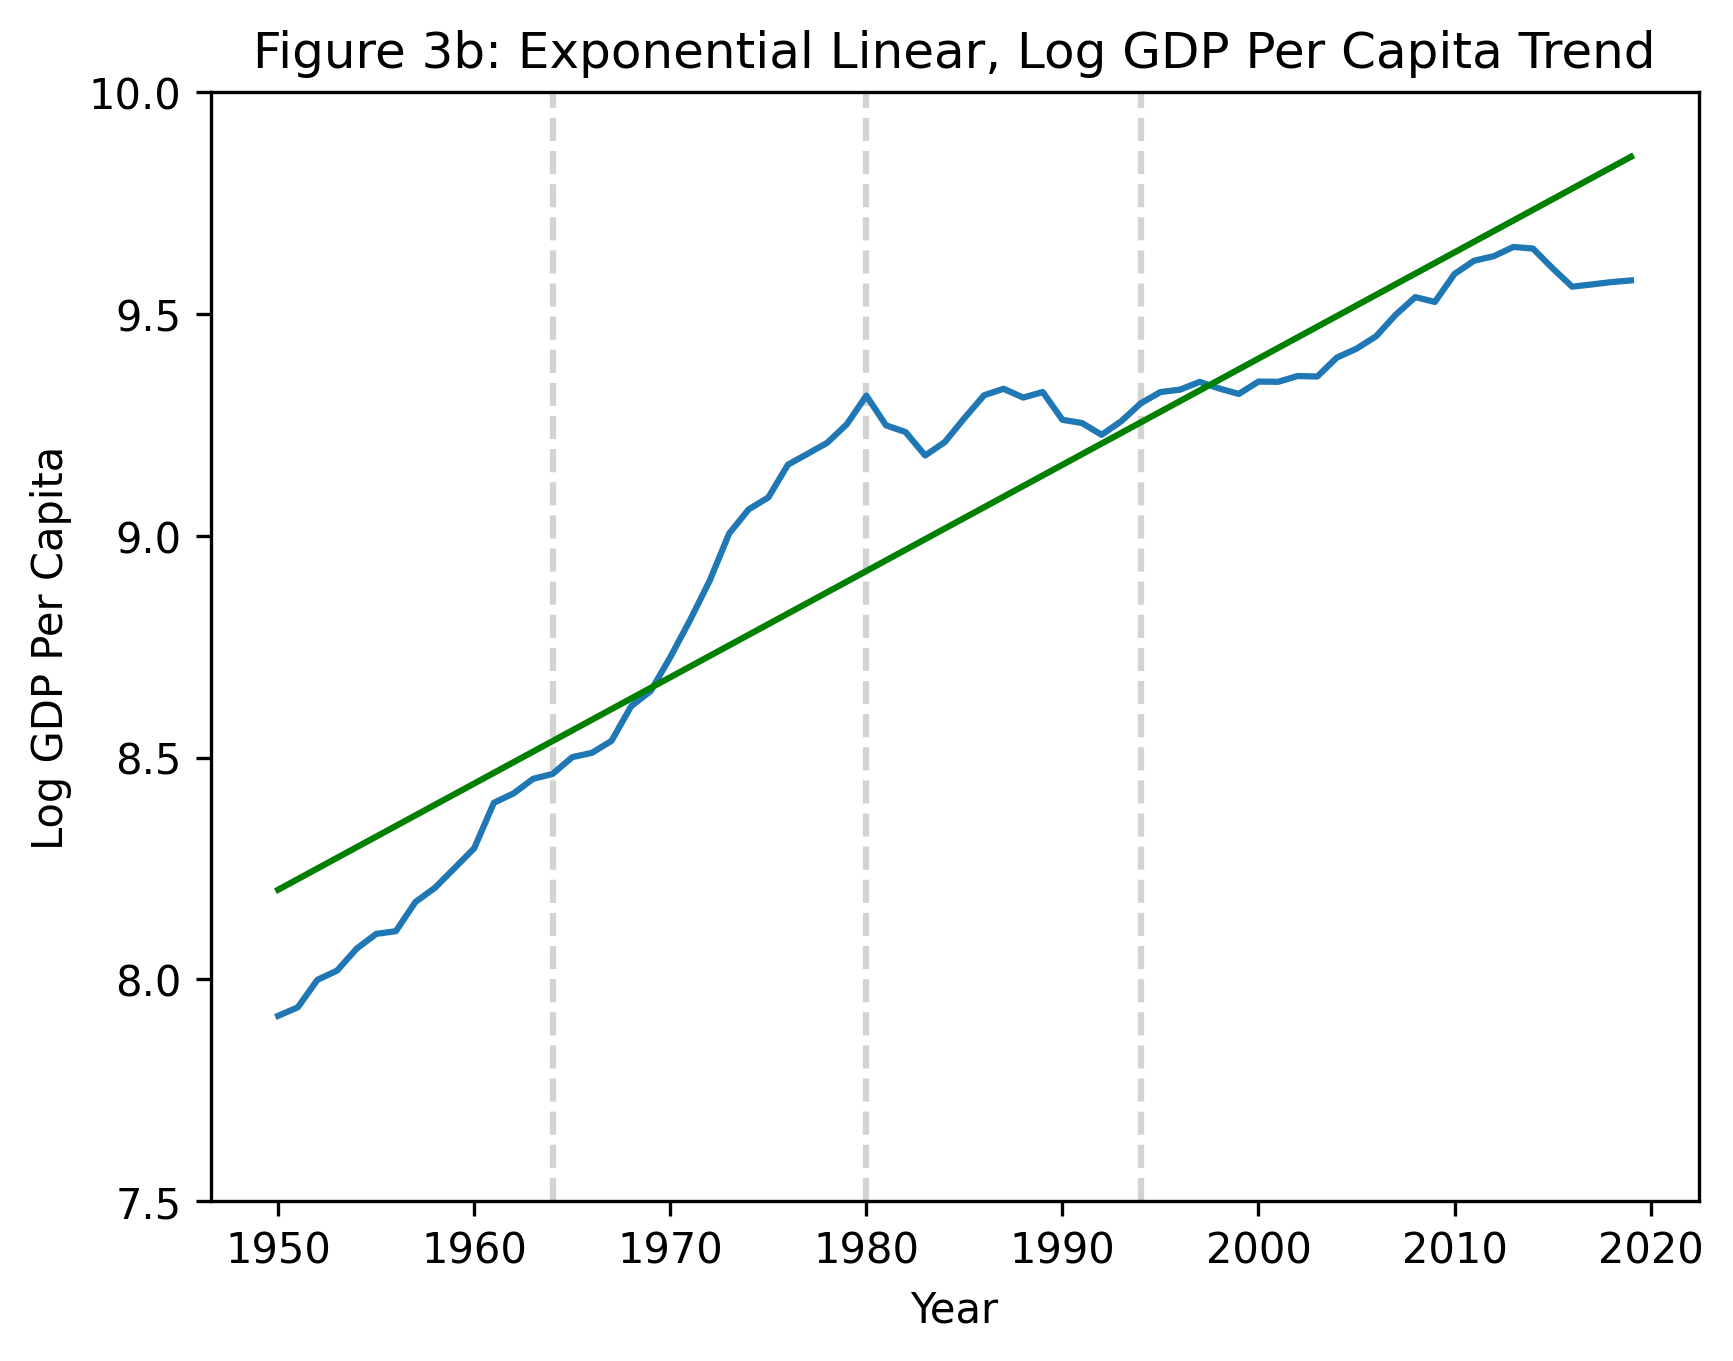 Figure 3b: Exponential Linear, Log GDP Per Capita Trend
10.0
9.5
9.0
8.5
8.0
7.5
Log GDP Per Capita
1950 1960 1970 1980 1990 2000 2010 2020
Year